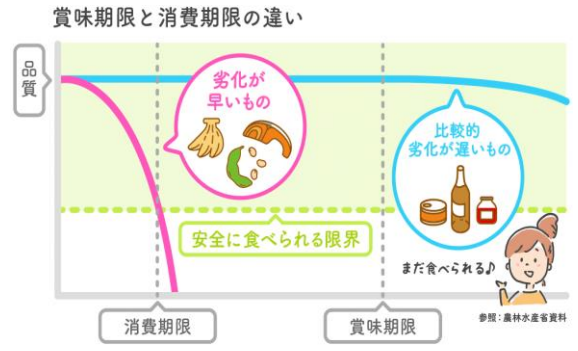 賞味期限と消費期限の違い
品質
劣化が
早いもの
比較的
劣化が遅いもの
安全に食べられる限界
まだ食べられる♪
参照：農林水産省資料
消費期限
賞味期限